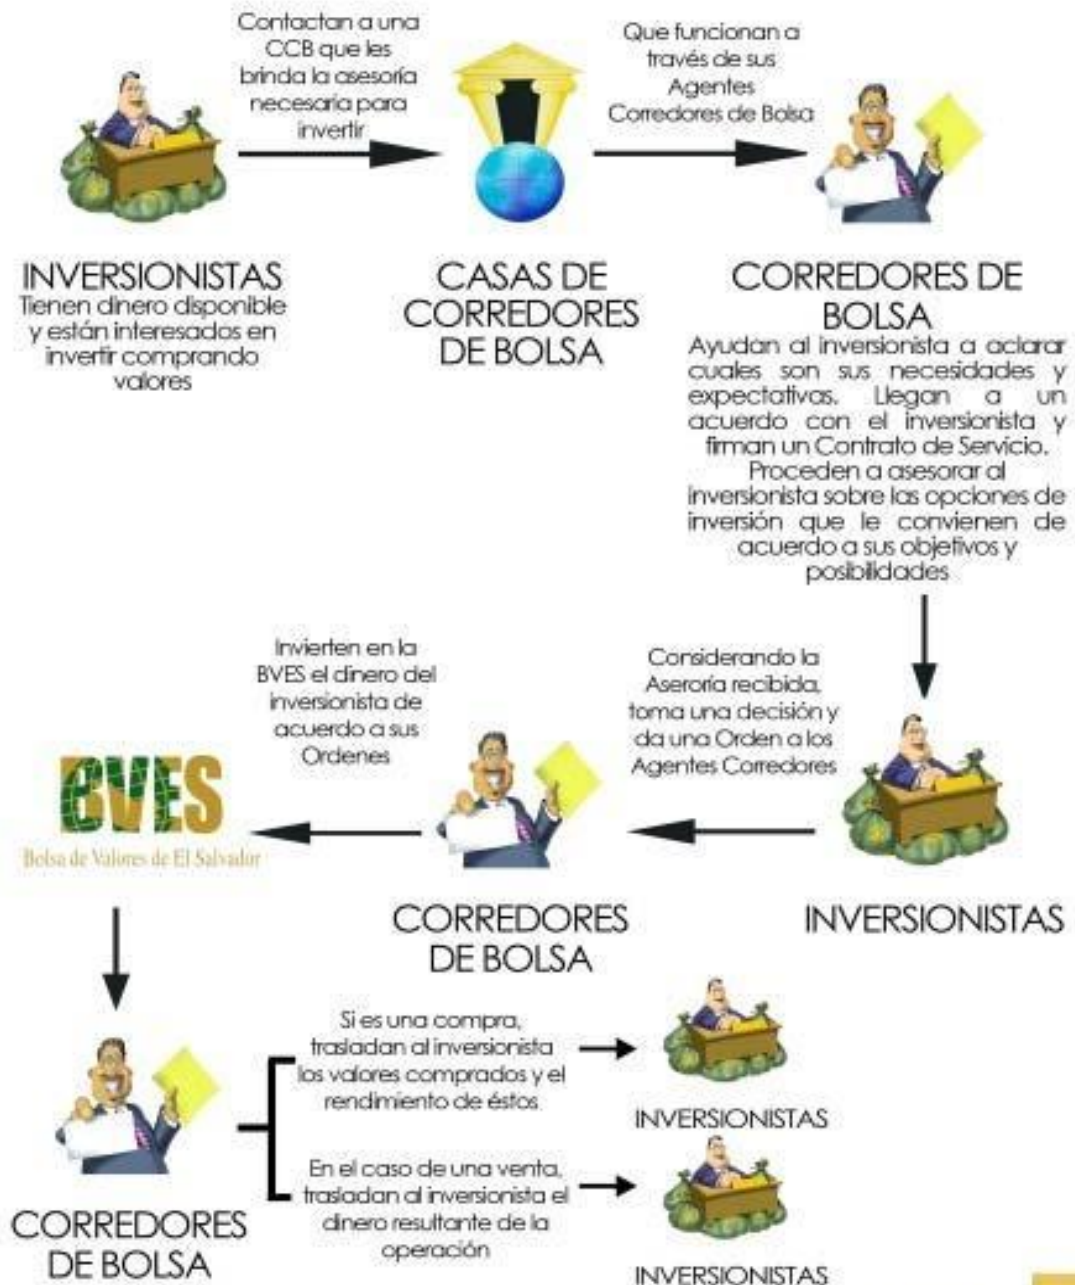 Contactan a una
CCB que les
brinda la asesoría
necesaria para
invertir
Que funcionan a
través de sus
Agentes
Corredores de Bolsa
INVERSIONISTAS
Tienen dinero disponible
y están interesados en
invertir comprando
valores
CASAS DE
CORREDORES
DE BOLSA
CORREDORES DE
BOLSA
Ayudan al inversionista a aclarar
cuales son sus necesidades y
expectativas. Llegan a un
acuerdo con el inversionista y
firman un Contrato de Servicio.
Proceden a asesorar al
inversionista sobre las opciones de
inversión que le convienen de
acuerdo a sus objetivos y
posibilidades
Considerando la
Aseroría recibida,
toma una decisión y
da una Orden a los
Agentes Corredores
INVERSIONISTAS
Invierten en la
BVES el dinero del
inversionista de
acuerdo a sus
Ordenes
CORREDORES
DE BOLSA
BVES
Bolsa de Valores de El Salvador
CORREDORES
DE BOLSA
Si es una compra,
trasladan al inversionista
los valores comprados y el
rendimiento de éstos
INVERSIONISTAS
En el caso de una venta,
trasladan al inversionista el
dinero resultante de la
operación
INVERSIONISTAS